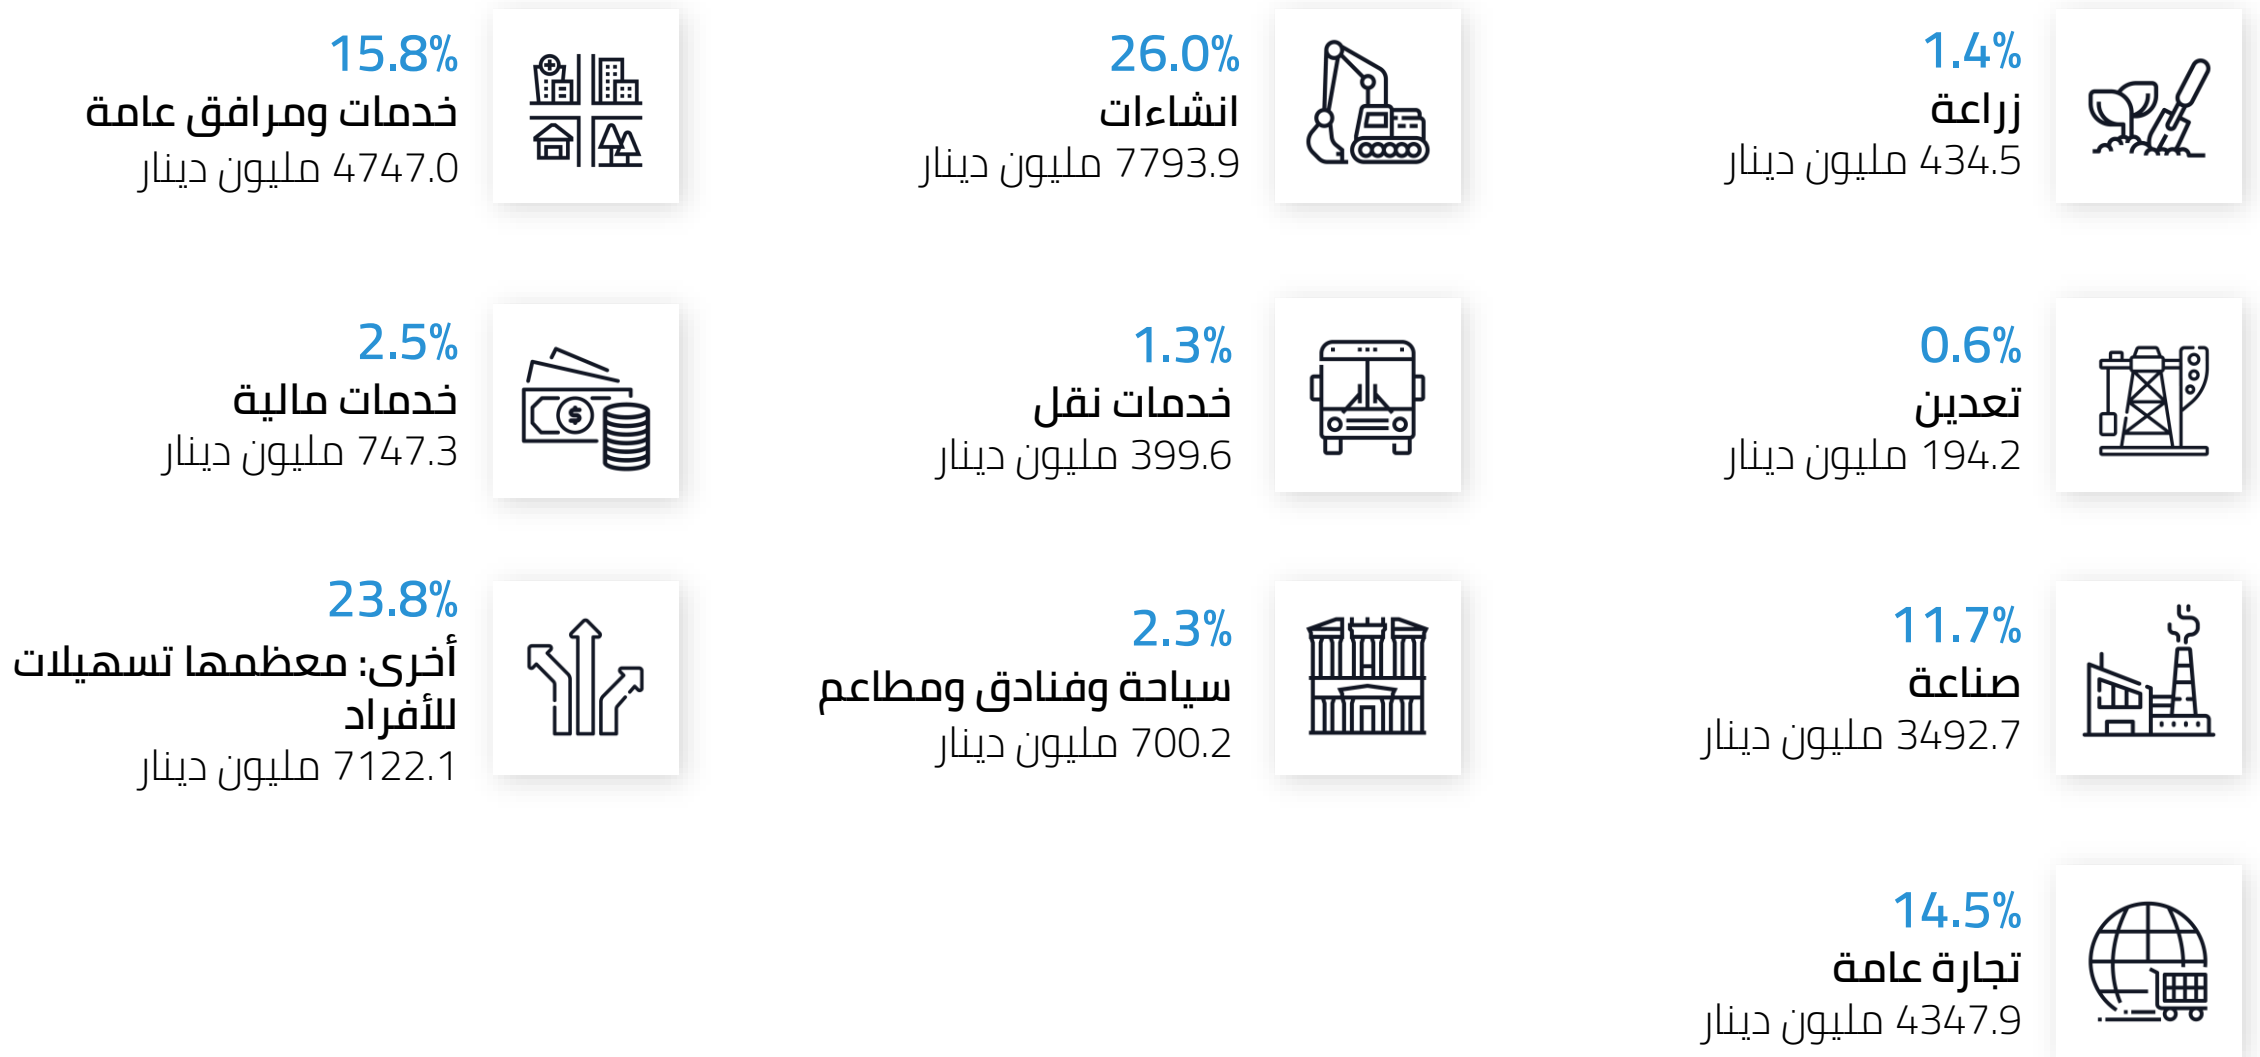 1.4%
زراعة
434.5 مليون دينار
0.6%
تعدين
194.2 مليون دينار
11.7%
صناعة
3492.7 مليون دينار
14.5%
تجارة عامة
4347.9 مليون دينار
26.0%
انشاءات
7793.9 مليون دينار
1.3%
خدمات نقل
399.6 مليون دينار
2.3%
سياحة وفنادق ومطاعم
700.2 مليون دينار
15.8%
خدمات ومرافق عامة
4747.0 مليون دينار
2.5%
خدمات مالية
747.3 مليون دينار
23.8%
أخرى: معظمها تسهيلات
للأفراد
7122.1 مليون دينار